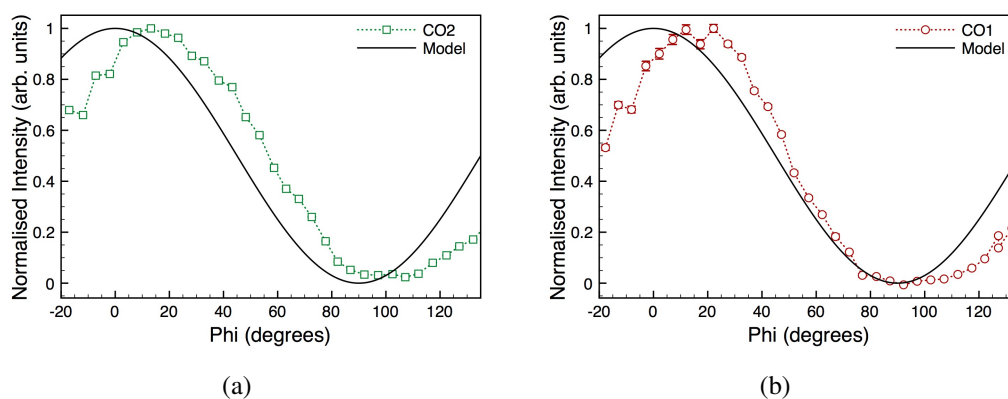 Normalised Intensity (arb. units)
1
0.8
0.6
0.4
0.2
0
-20 0 20 40 60 80 100 120
Phi (degrees)
CO2
Model
(a)
Normalised Intensity (arb. units)
1
0.8
0.6
0.4
0.2
0
-20 0 20 40 60 80 100 120
Phi (degrees)
CO1
Model
(b)